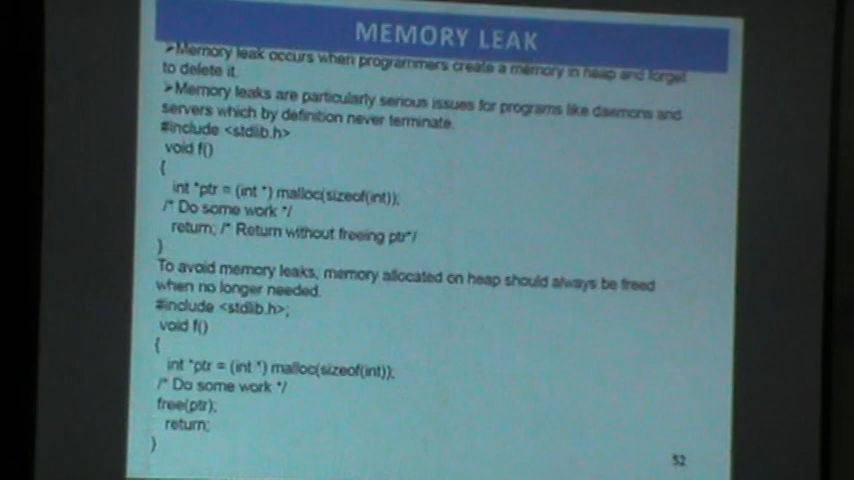 MEMORY LEAK
➢Memory leak occurs when programmers create a memory in heap and forget
to delete it.
➢Memory leaks are particularly serious issues for programs like daemons and
servers which by definition never terminate.
#include <stdlib.h>
void f()
{
int *ptr = (int *) malloc(sizeof(int));
/* Do some work */
return; /* Return without freeing ptr*/
}
To avoid memory leaks, memory allocated on heap should always be freed
when no longer needed.
#include <stdlib.h>;
void f()
{
int *ptr = (int *) malloc(sizeof(int));
/* Do some work */
free(ptr);
return;
}
52